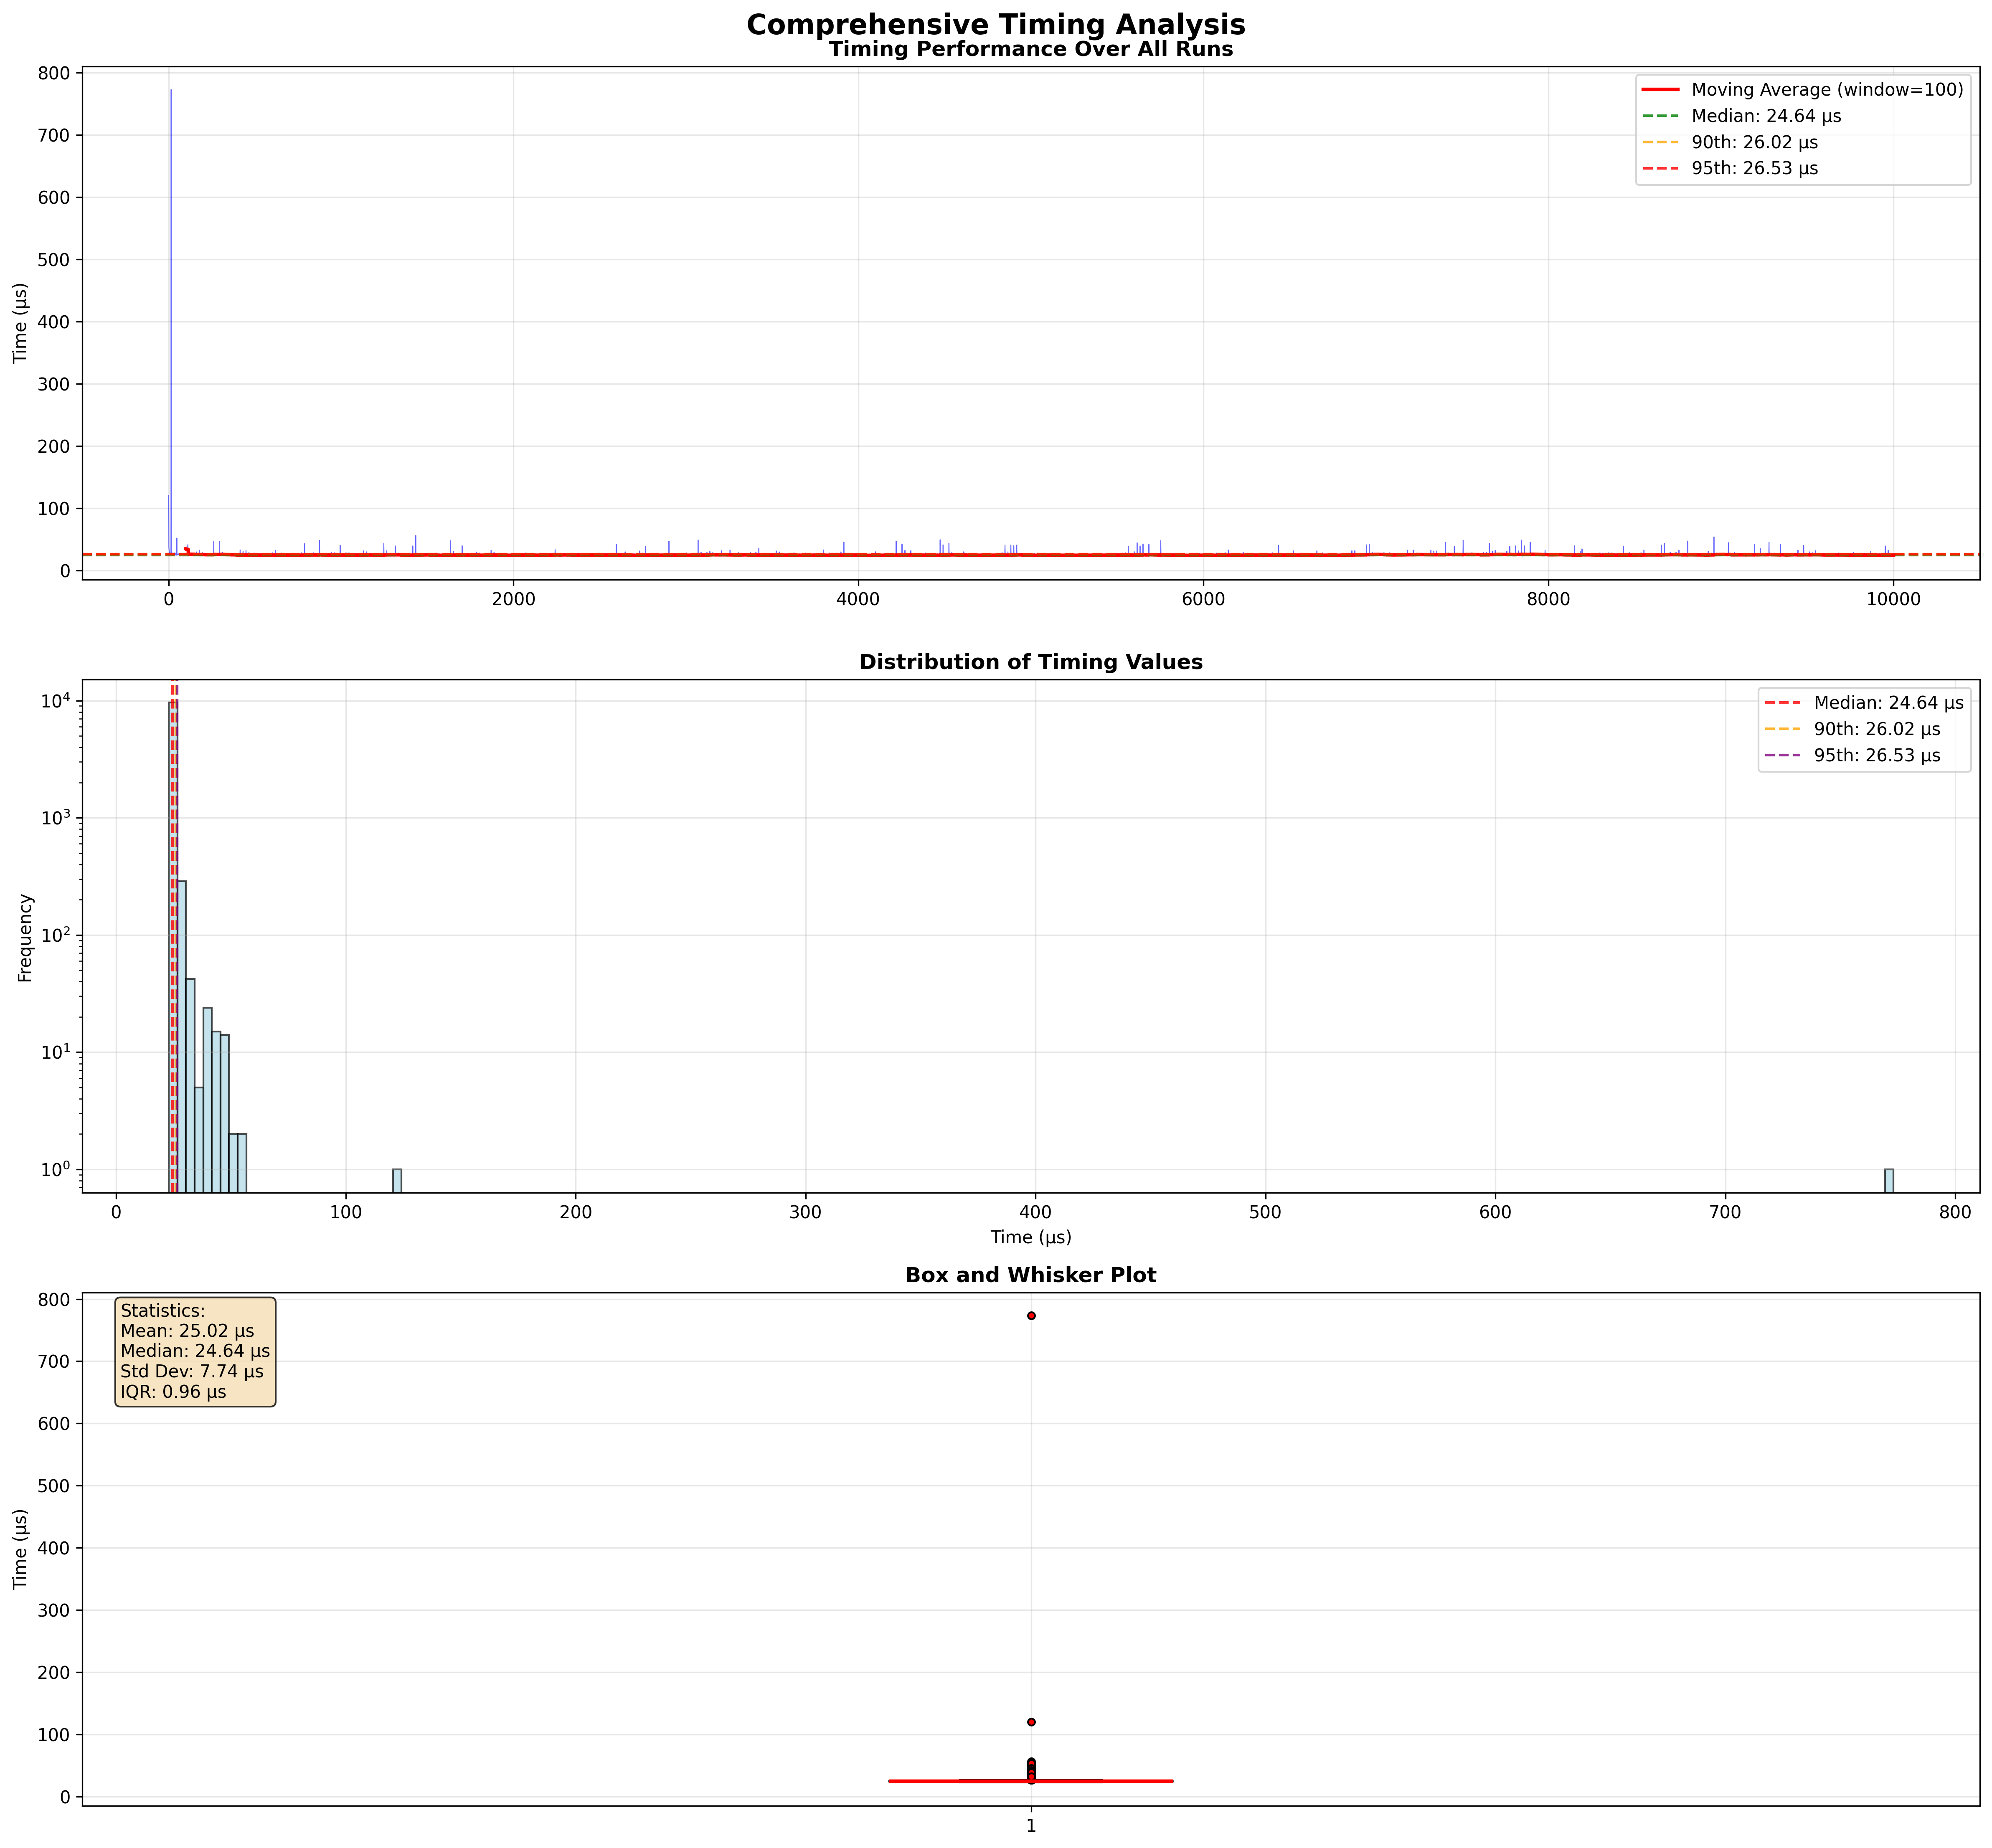 Comprehensive Timing Analysis
Timing Performance Over All Runs
800
700
600
500
400
300
200
100
0
Time (µs)
Moving Average (window=100)
Median: 24.64 µs
90th: 26.02 µs
95th: 26.53 µs
0 2000 4000 6000 8000 10000
Distribution of Timing Values
10⁴
10³
10²
10¹
10⁰
Frequency
Median: 24.64 µs
90th: 26.02 µs
95th: 26.53 µs
0 100 200 300 400 500 600 700 800
Time (µs)
Box and Whisker Plot
800
700
600
500
400
300
200
100
0
Time (µs)
Statistics:
Mean: 25.02 µs
Median: 24.64 µs
Std Dev: 7.74 µs
IQR: 0.96 µs
1